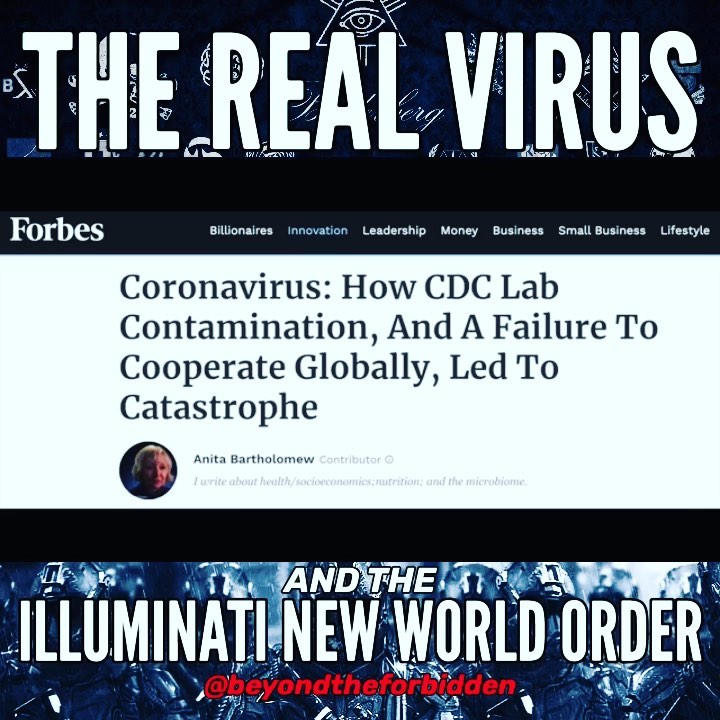 THE REAL VIRUS
Forbes
Billionaires Innovation Leadership Money Business Small Business Lifestyle
Coronavirus: How CDC Lab
Contamination, And A Failure To
Cooperate Globally, Led To
Catastrophe
Anita Bartholomew Contributor
I write about health/socioeconomics; nutrition; and the microbiome.
AND THE
ILLUMINATI NEW WORLD ORDER
@beyondtheforbidden